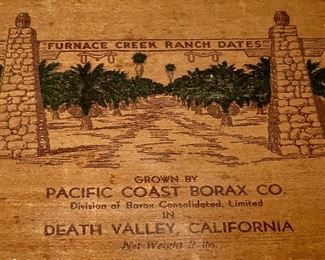 "FURNACE CREEK RANCH DATES"
GROWN BY
PACIFIC COAST BORAX CO.
Division of Borax Consolidated, Limited
IN
DEATH VALLEY, CALIFORNIA
Net Weight 2 lbs.